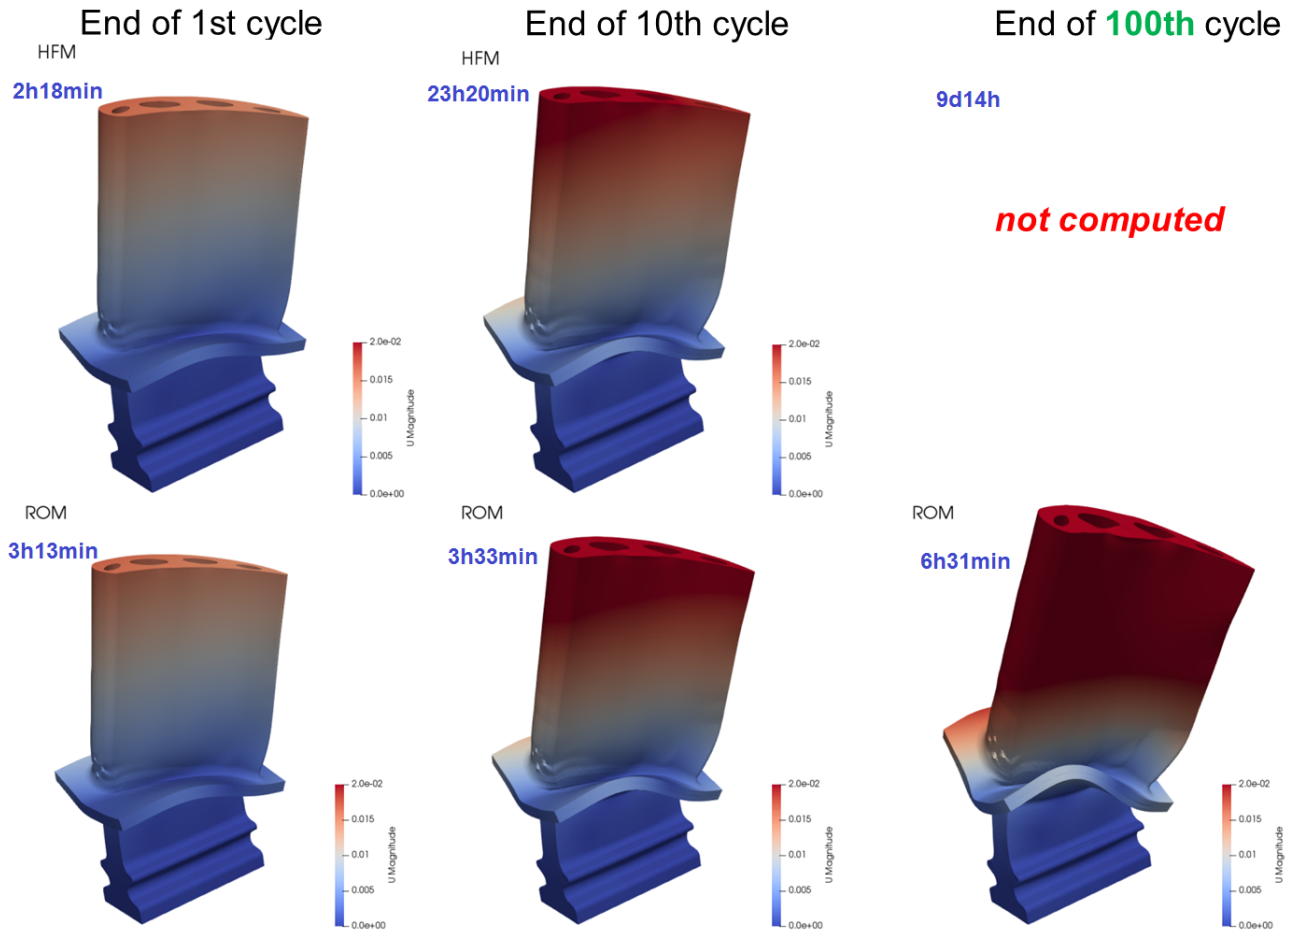 End of 1st cycle
End of 10th cycle
End of 100th cycle
HFM
2h18min
HFM
23h20min
9d14h
not computed
2.0e-02
0.015
0.01
0.005
0.0e+00
U Magnitude
2.0e-02
0.015
0.01
0.005
0.0e+00
U Magnitude
ROM
3h13min
ROM
3h33min
ROM
6h31min
2.0e-02
0.015
0.01
0.005
0.0e+00
U Magnitude
2.0e-02
0.015
0.01
0.005
0.0e+00
U Magnitude
2.0e-02
0.015
0.01
0.005
0.0e+00
U Magnitude